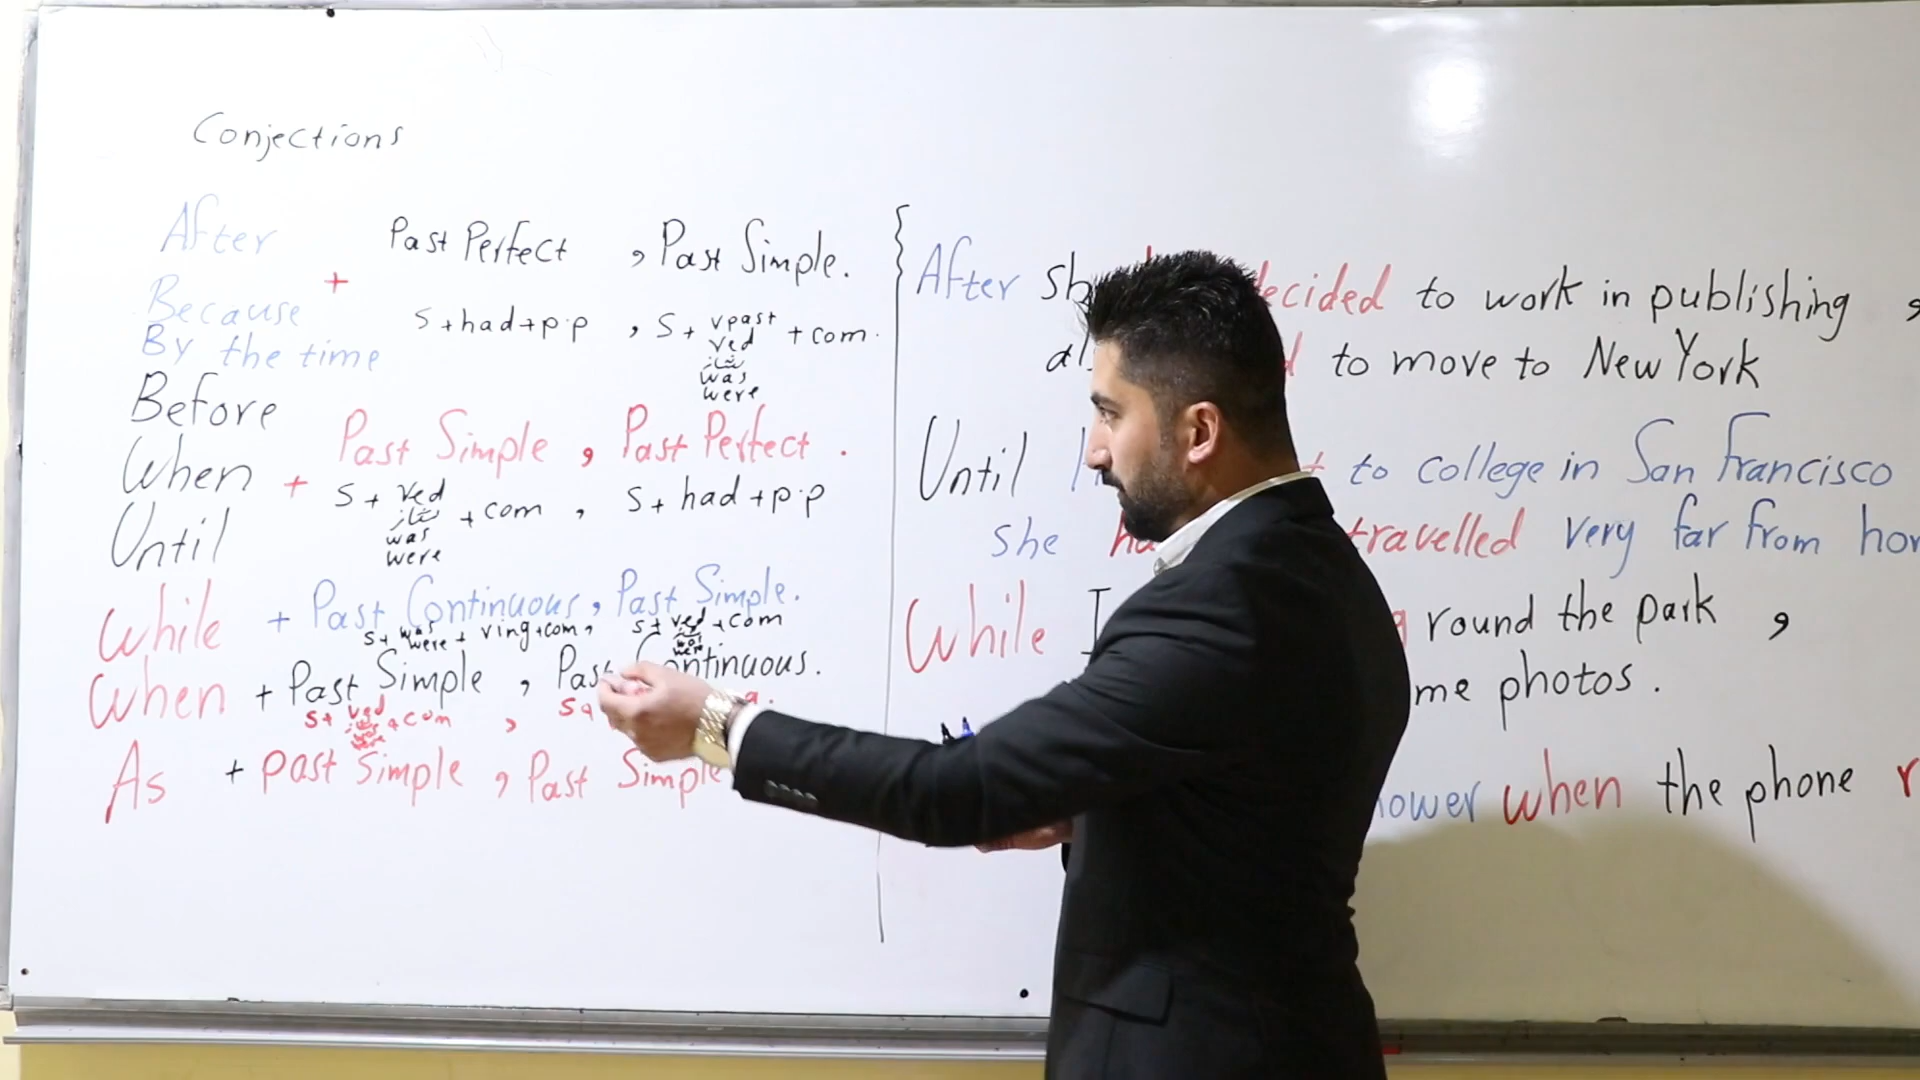 Conjections
After
Past Perfect , Past Simple.
+
Because
S+had+p.p , S+ vpast + com.
ved
شاز
was
were
By the time
Before
When + Past Simple , Past Perfect .
S + ved + com , S + had + p.p
شاز
was
were
Until
While + Past Continuous, Past Simple.
S+ was + ving+com, S+ ved +com
were
was
were
When + Past Simple , Past Continuous.
S+ ved +com , S
As + past Simple , Past Simple
After decided to work in publishing ,
to move to New York
Until to college in San Francisco
she travelled very far from
While I round the park ,
me photos .
when the phone